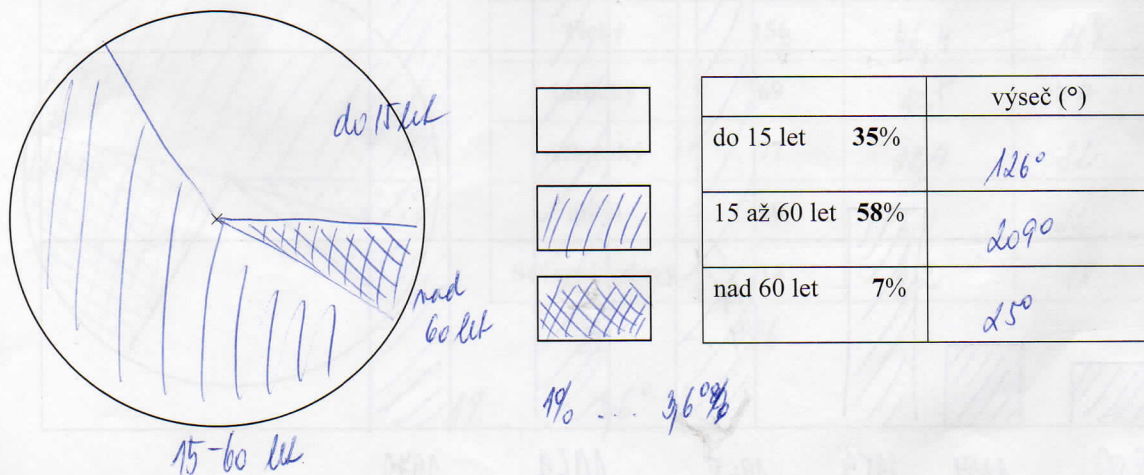 do 15 let
nad
60 let
15-60 let
výseč (°)
do 15 let 35%
126°
15 až 60 let 58%
209°
nad 60 let 7%
25°
1% ... 3,6°